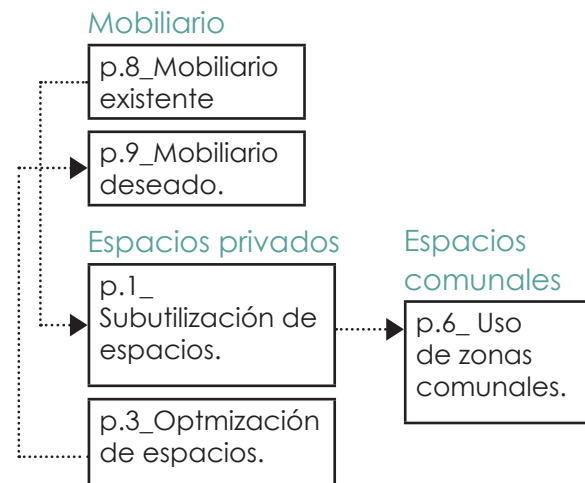 Mobiliario
p.8_Mobiliario
existente
p.9_Mobiliario
deseado.
Espacios privados
p.1_
Subutilización de
espacios.
p.3_Optmización
de espacios.
Espacios
comunales
p.6_ Uso
de zonas
comunales.